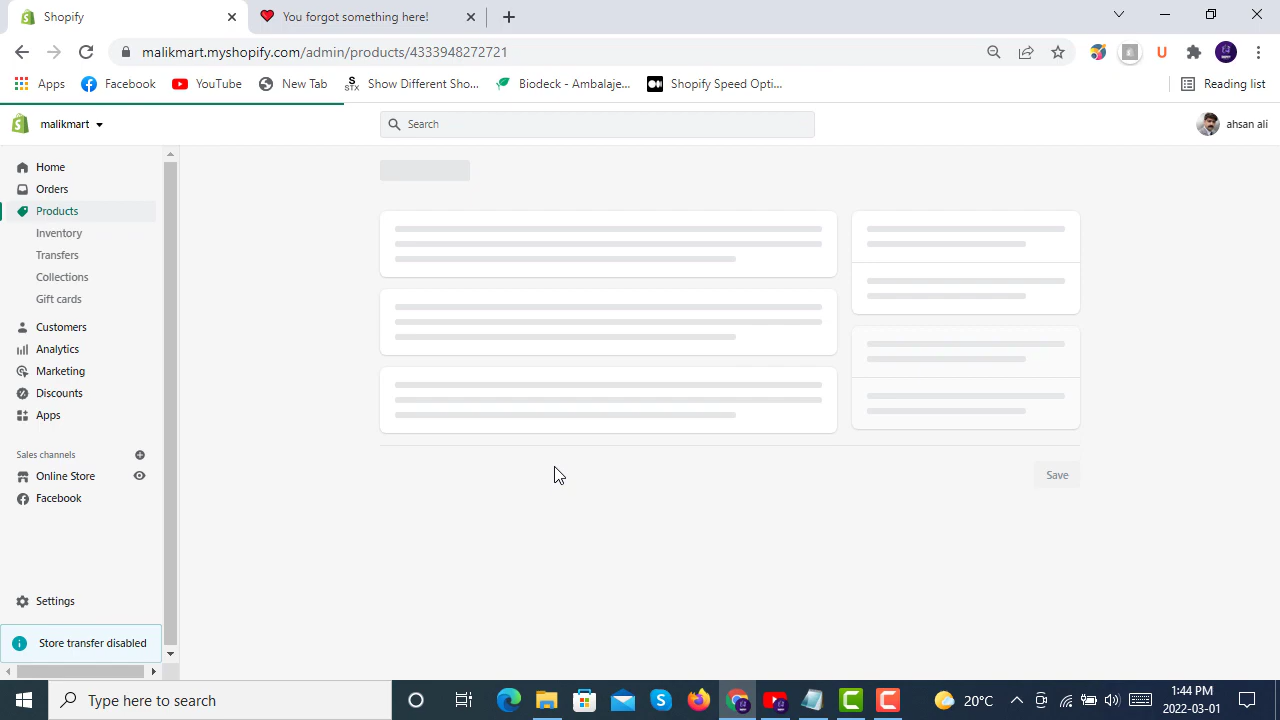 Shopify
You forgot something here!
malikmart.myshopify.com/admin/products/4333948272721
Apps
Facebook
YouTube
New Tab
STX
Show Different Sho...
Biodeck - Ambalaje...
Shopify Speed Opti...
Reading list
malikmart
Search
ahsan ali
Home
Orders
Products
Inventory
Transfers
Collections
Gift cards
Customers
Analytics
Marketing
Discounts
Apps
Sales channels
Online Store
Facebook
Save
Settings
Store transfer disabled
Type here to search
20°C
1:44 PM
2022-03-01